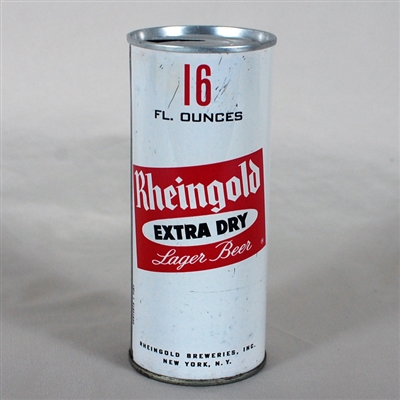 16
FL. OUNCES
Rheingold
EXTRA DRY
Lager Beer
RHEINGOLD BREWERIES, INC.
NEW YORK, N.Y.